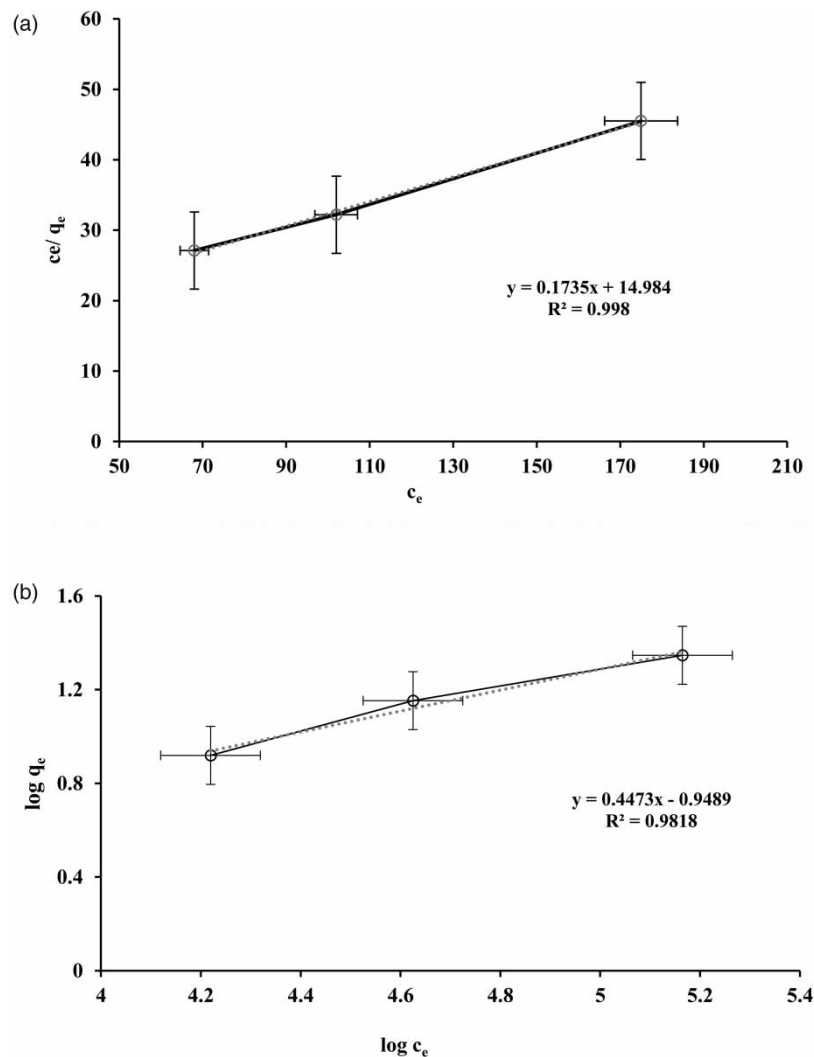 (a)
60
50
40
30
20
10
0
ce/ qₑ
y = 0.1735x + 14.984
R² = 0.998
50 70 90 110 130 150 170 190 210
cₑ
(b)
1.6
1.2
0.8
0.4
0
log qₑ
y = 0.4473x - 0.9489
R² = 0.9818
4 4.2 4.4 4.6 4.8 5 5.2 5.4
log cₑ